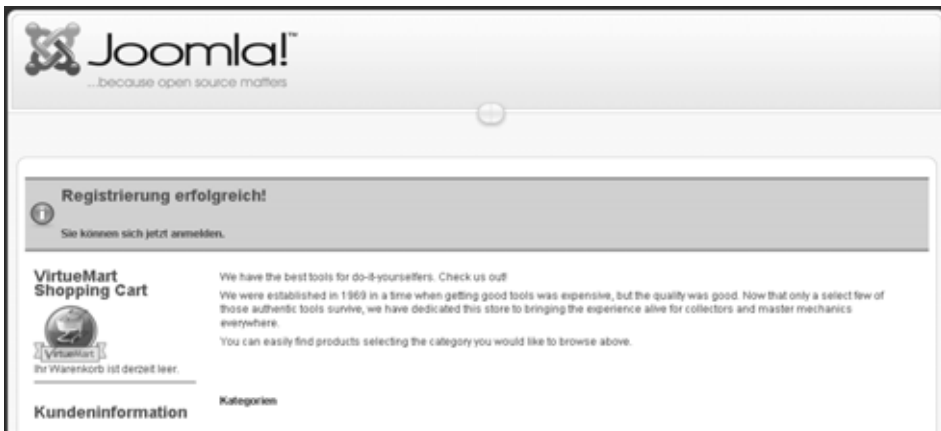 Joomla!™
...because open source matters
Registrierung erfolgreich!
Sie können sich jetzt anmelden.
VirtueMart
Shopping Cart
VirtueMart
Ihr Warenkorb ist derzeit leer.
Kundeninformation
We have the best tools for do-it-yourselfers. Check us out!
We were established in 1969 in a time when getting good tools was expensive, but the quality was good. Now that only a select few of
those authentic tools survive, we have dedicated this store to bringing the experience alive for collectors and master mechanics
everywhere.
You can easily find products selecting the category you would like to browse above.
Kategorien